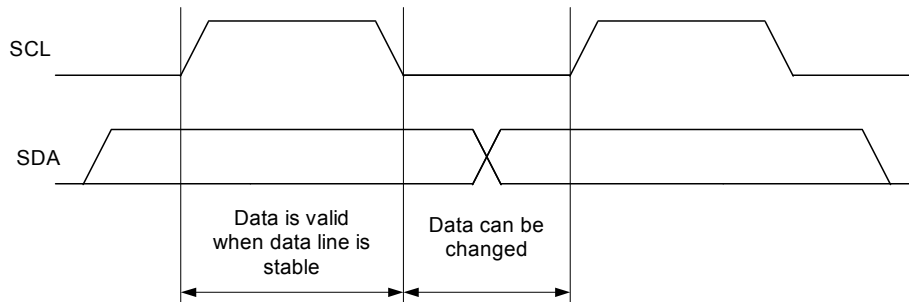 SCL
SDA
Data is valid
when data line is
stable
Data can be
changed